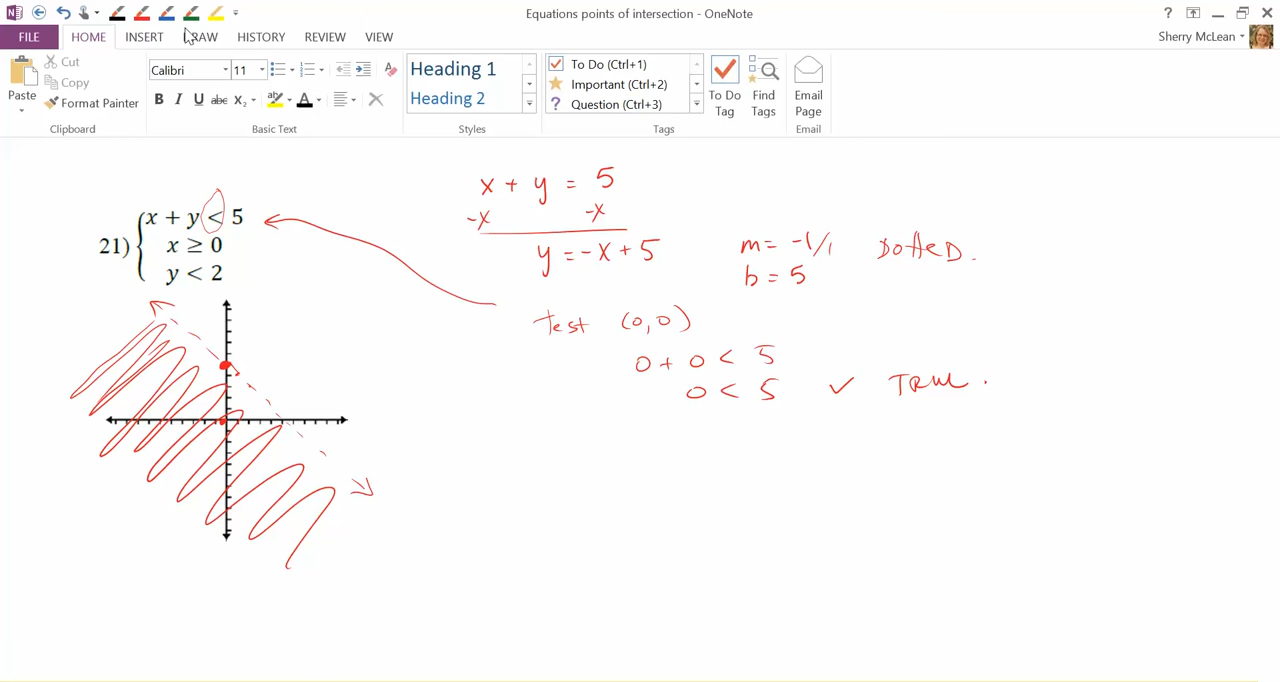 Equations points of intersection - OneNote
?
FILE HOME INSERT DRAW HISTORY REVIEW VIEW
Sherry McLean
Paste
Cut
Copy
Format Painter
Clipboard
Calibri 11
B I U abc X₂ A
Basic Text
Heading 1
Heading 2
Styles
To Do (Ctrl+1)
Important (Ctrl+2)
? Question (Ctrl+3)
To Do Tag
Find Tags
Tags
Email Page
Email
21) { x + y < 5
x ≥ 0
y < 2
x + y = 5
-x -x
y = -x + 5
m = -1/1 Dotted.
b = 5
test (0,0)
0 + 0 < 5
0 < 5 ✓ True.